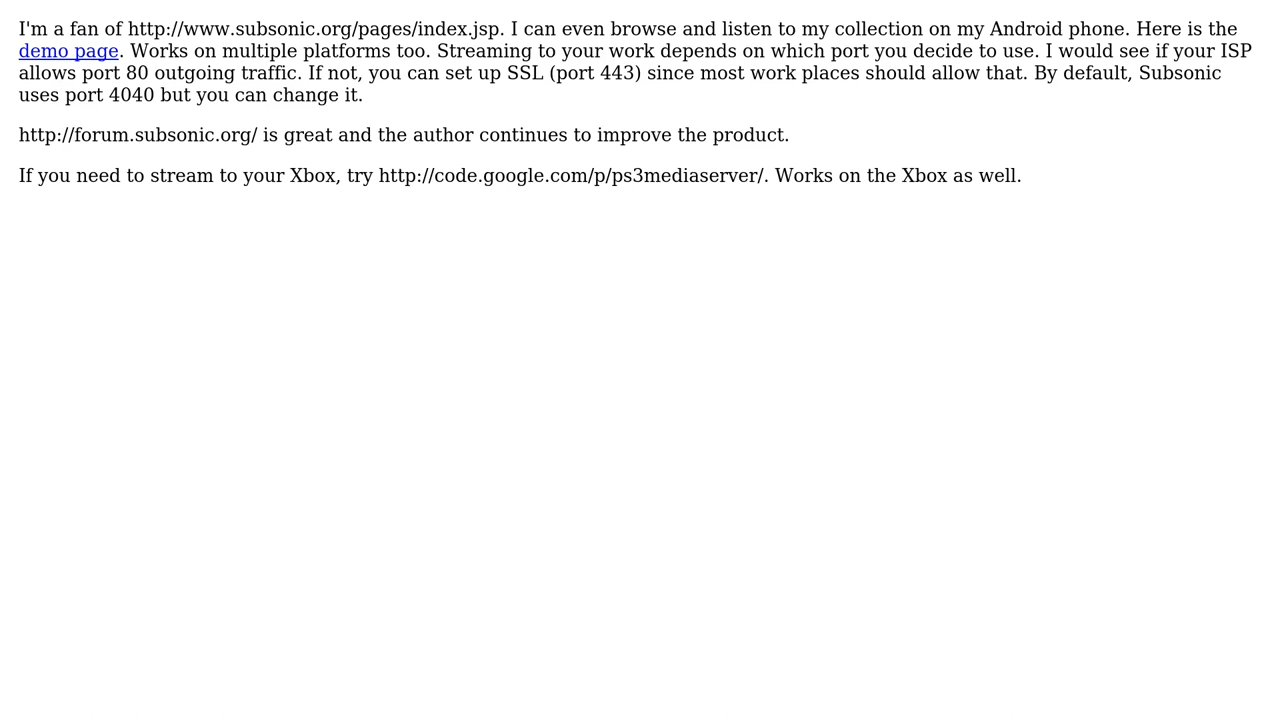 I'm a fan of http://www.subsonic.org/pages/index.jsp. I can even browse and listen to my collection on my Android phone. Here is the
demo page. Works on multiple platforms too. Streaming to your work depends on which port you decide to use. I would see if your ISP
allows port 80 outgoing traffic. If not, you can set up SSL (port 443) since most work places should allow that. By default, Subsonic
uses port 4040 but you can change it.
http://forum.subsonic.org/ is great and the author continues to improve the product.
If you need to stream to your Xbox, try http://code.google.com/p/ps3mediaserver/. Works on the Xbox as well.